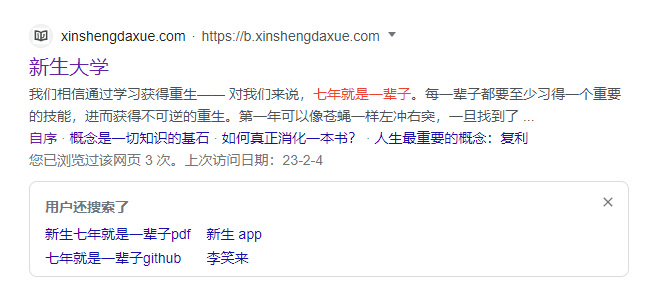 xinshengdaxue.com · https://b.xinshengdaxue.com
新生大学
我们相信通过学习获得重生—— 对我们来说，七年就是一辈子。每一辈子都要至少习得一个重要
的技能，进而获得不可逆的重生。第一年可以像苍蝇一样左冲右突，一旦找到了 ...
自序 · 概念是一切知识的基石 · 如何真正消化一本书？ · 人生最重要的概念：复利
您已浏览过该网页 3 次。上次访问日期：23-2-4
用户还搜索了
新生七年就是一辈子pdf 新生 app
七年就是一辈子github 李笑来